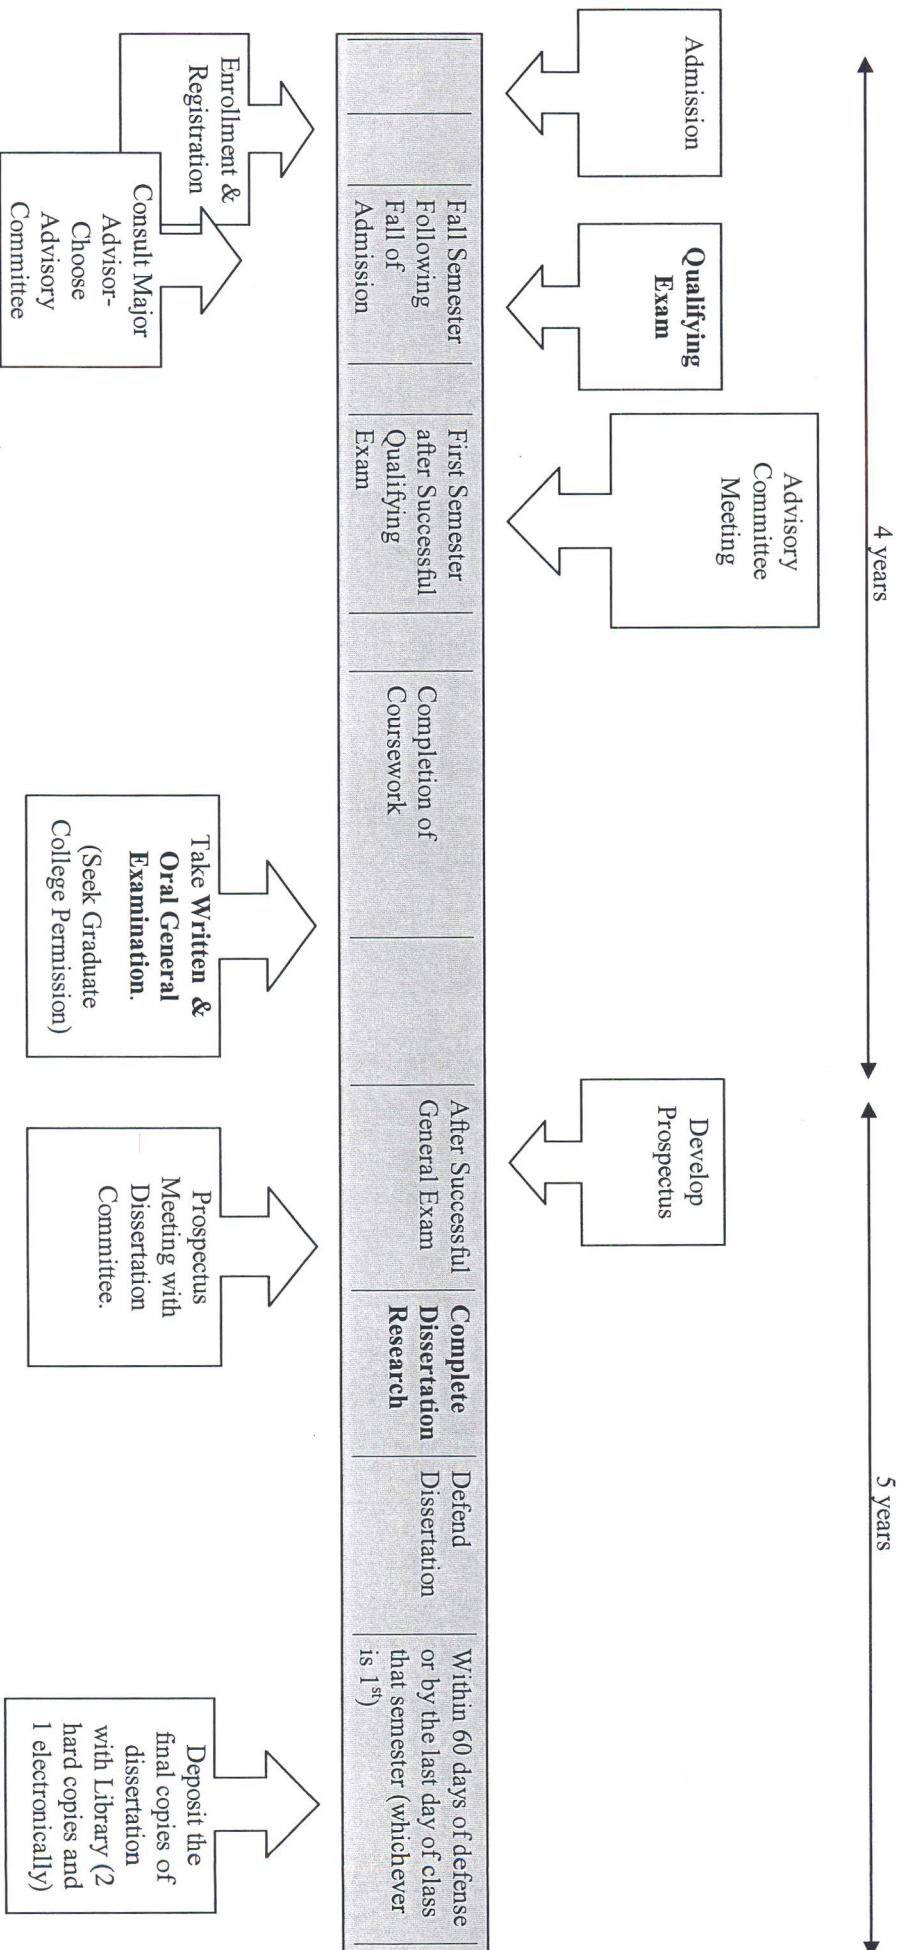 4 years
5 years
Admission
Qualifying
Exam
Advisory
Committee
Meeting
Develop
Prospectus
Fall Semester
Following
Fall of
Admission
First Semester
after Successful
Qualifying
Exam
Completion of
Coursework
After Successful
General Exam
Complete
Dissertation
Research
Defend
Dissertation
Within 60 days of defense
or by the last day of class
that semester (whichever
is 1st)
Enrollment &
Registration
Consult Major
Advisor-
Choose
Advisory
Committee
Take Written &
Oral General
Examination.
(Seek Graduate
College Permission)
Prospectus
Meeting with
Dissertation
Committee.
Deposit the
final copies of
dissertation
with Library (2
hard copies and
1 electronically)